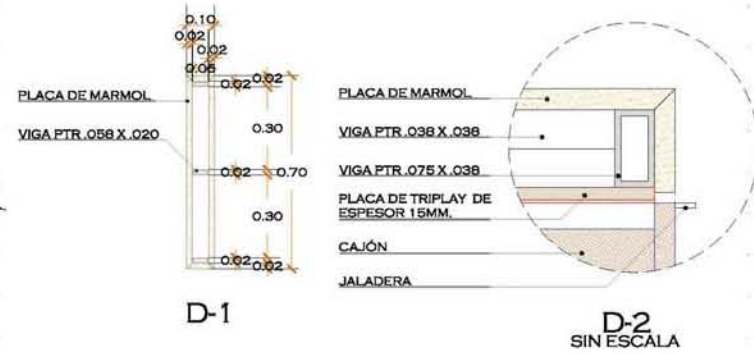 0.10
0.02
0.02
0.05
0.02
0.02
PLACA DE MARMOL
0.30
VIGA PTR .058 X .020
0.02
0.70
0.30
0.02
0.02
D-1
PLACA DE MARMOL
VIGA PTR .038 X .038
VIGA PTR .075 X .038
PLACA DE TRIPLAY DE
ESPESOR 15MM.
CAJÓN
JALADERA
D-2
SIN ESCALA